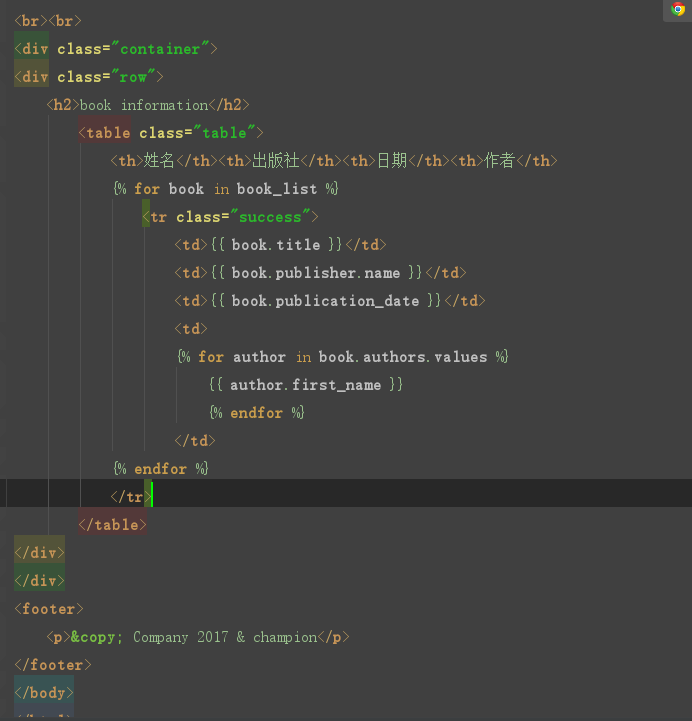 <br><br>
<div class="container">
<div class="row">
<h2>book information</h2>
<table class="table">
<th>姓名</th><th>出版社</th><th>日期</th><th>作者</th>
{% for book in book_list %}
<tr class="success">
<td>{{ book.title }}</td>
<td>{{ book.publisher.name }}</td>
<td>{{ book.publication_date }}</td>
<td>
{% for author in book.authors.values %}
{{ author.first_name }}
{% endfor %}
</td>
{% endfor %}
</tr>
</table>
</div>
</div>
<footer>
<p>&copy; Company 2017 & champion</p>
</footer>
</body>